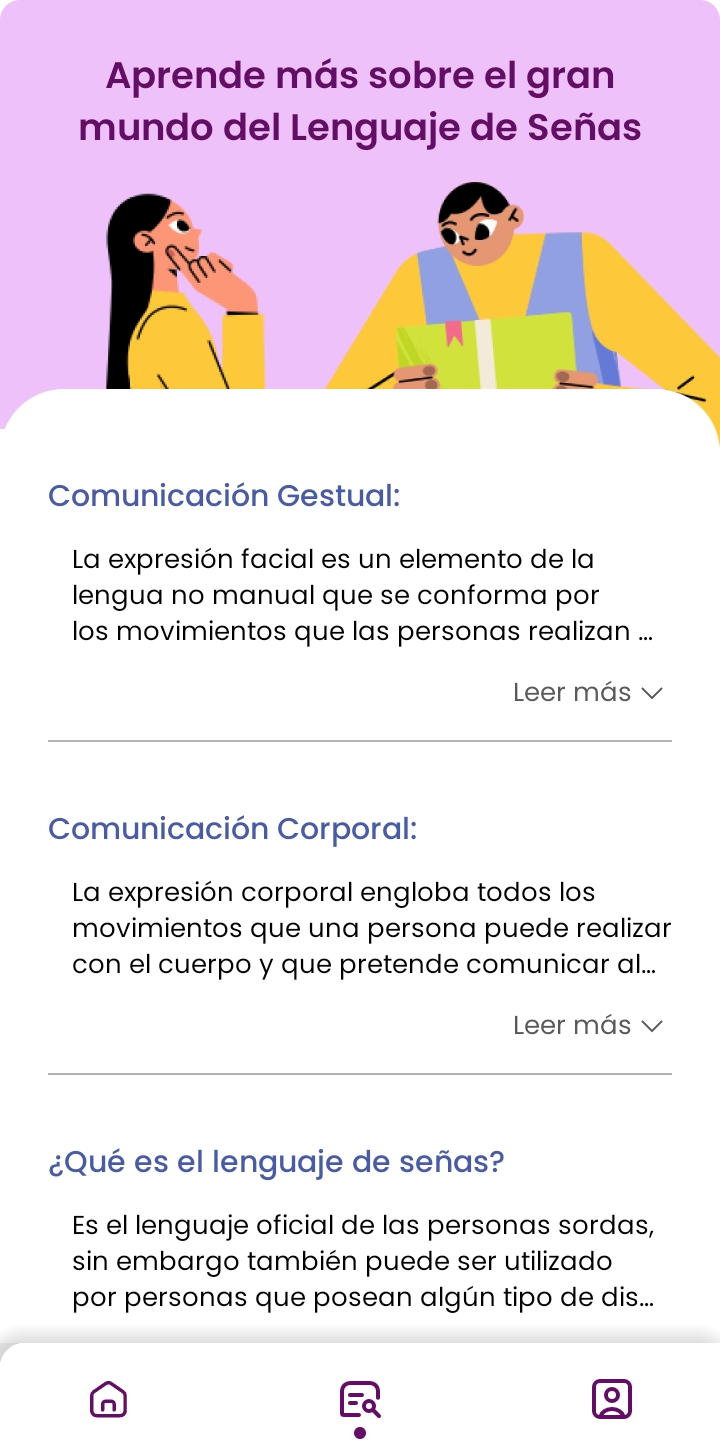 Aprende más sobre el gran
mundo del Lenguaje de Señas
Comunicación Gestual:
La expresión facial es un elemento de la
lengua no manual que se conforma por
los movimientos que las personas realizan ...
Leer más
Comunicación Corporal:
La expresión corporal engloba todos los
movimientos que una persona puede realizar
con el cuerpo y que pretende comunicar al...
Leer más
¿Qué es el lenguaje de señas?
Es el lenguaje oficial de las personas sordas,
sin embargo también puede ser utilizado
por personas que posean algún tipo de dis...